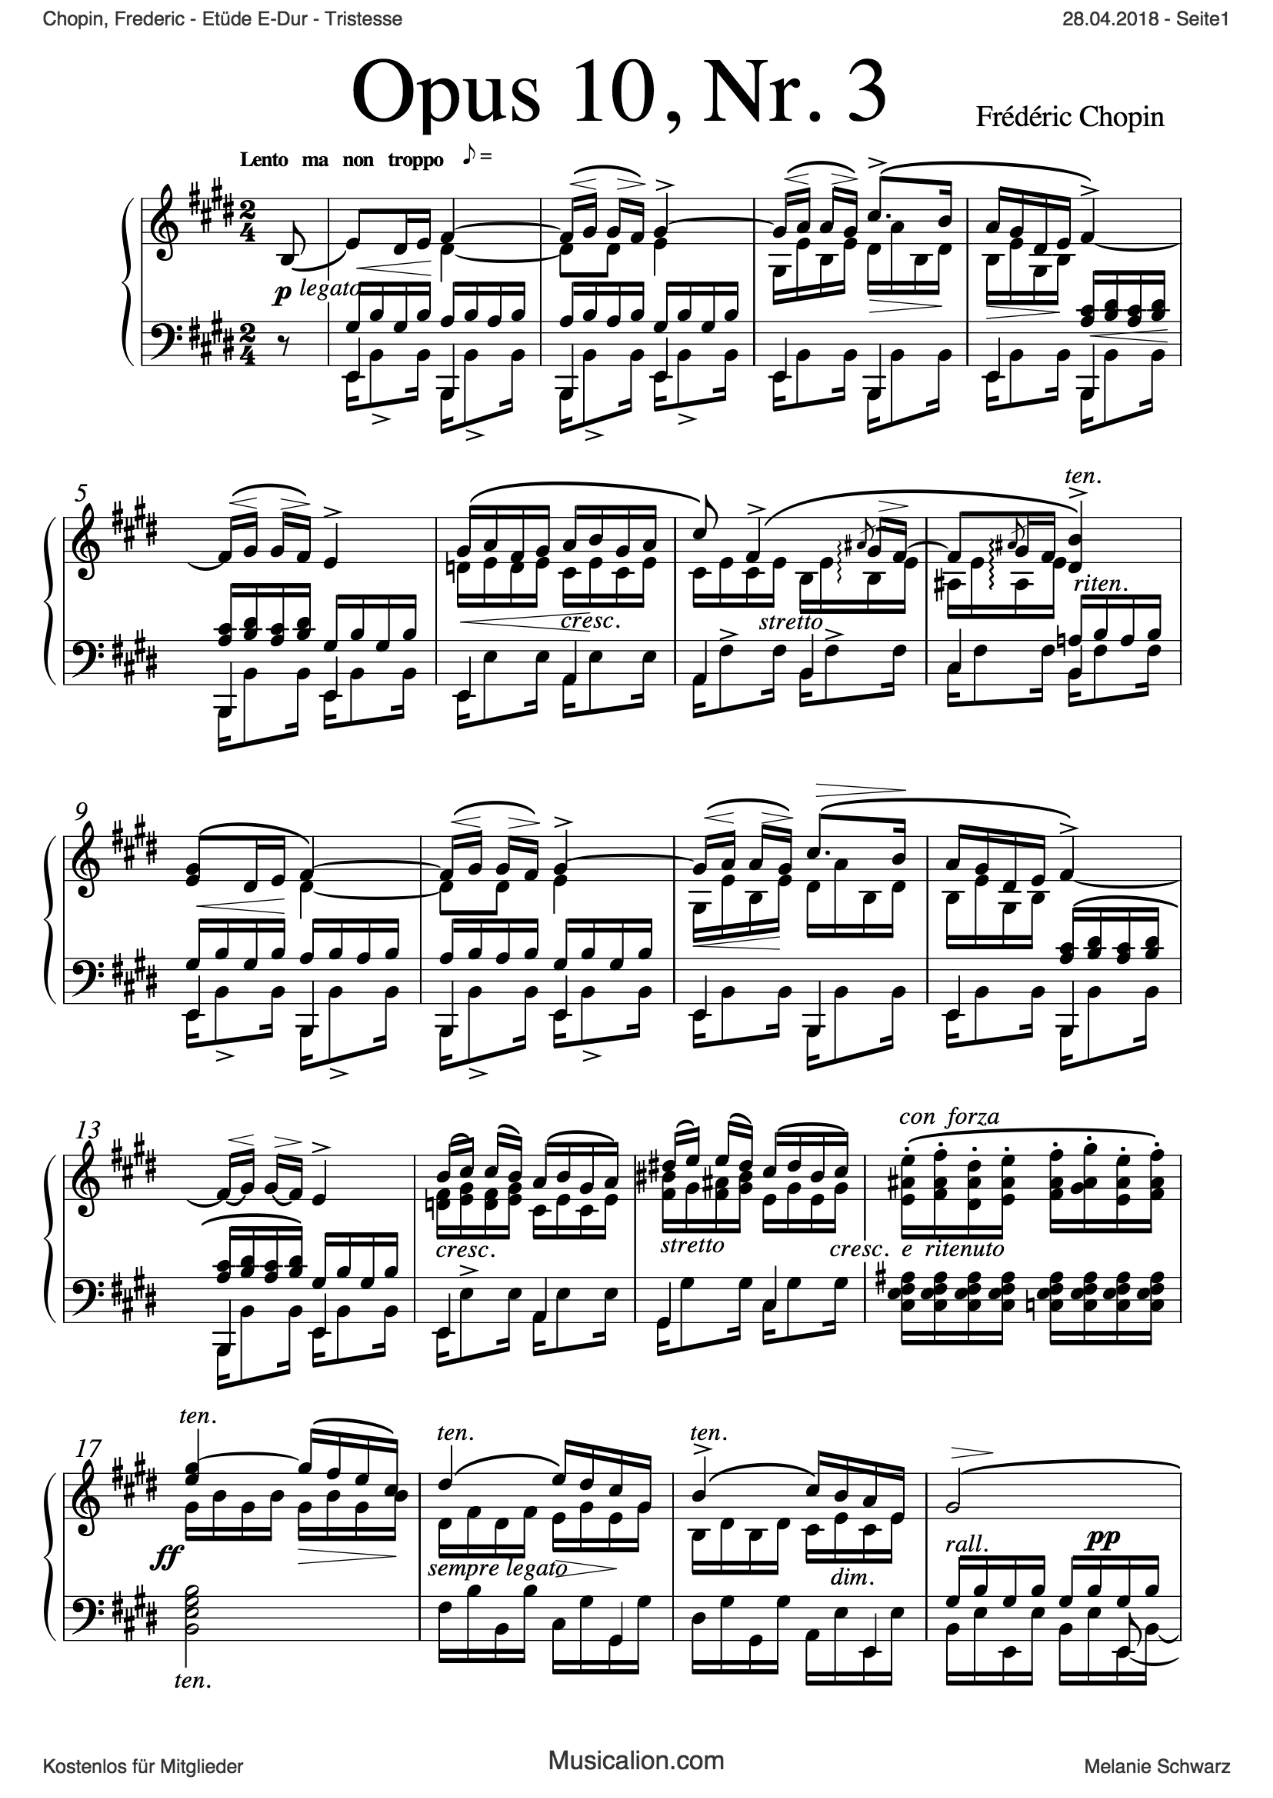 Chopin, Frederic - Etüde E-Dur - Tristesse 28.04.2018 - Seite1
Opus 10, Nr. 3
Frédéric Chopin
Lento ma non troppo ♪=
2 4
p legato
2 4
5
ten.
riten.
cresc. stretto
9
13
con forza
cresc. stretto cresc. e ritenuto
17
ten. ten. ten.
rall. pp
ff sempre legato dim.
ten.
Kostenlos für Mitglieder Musicalion.com Melanie Schwarz